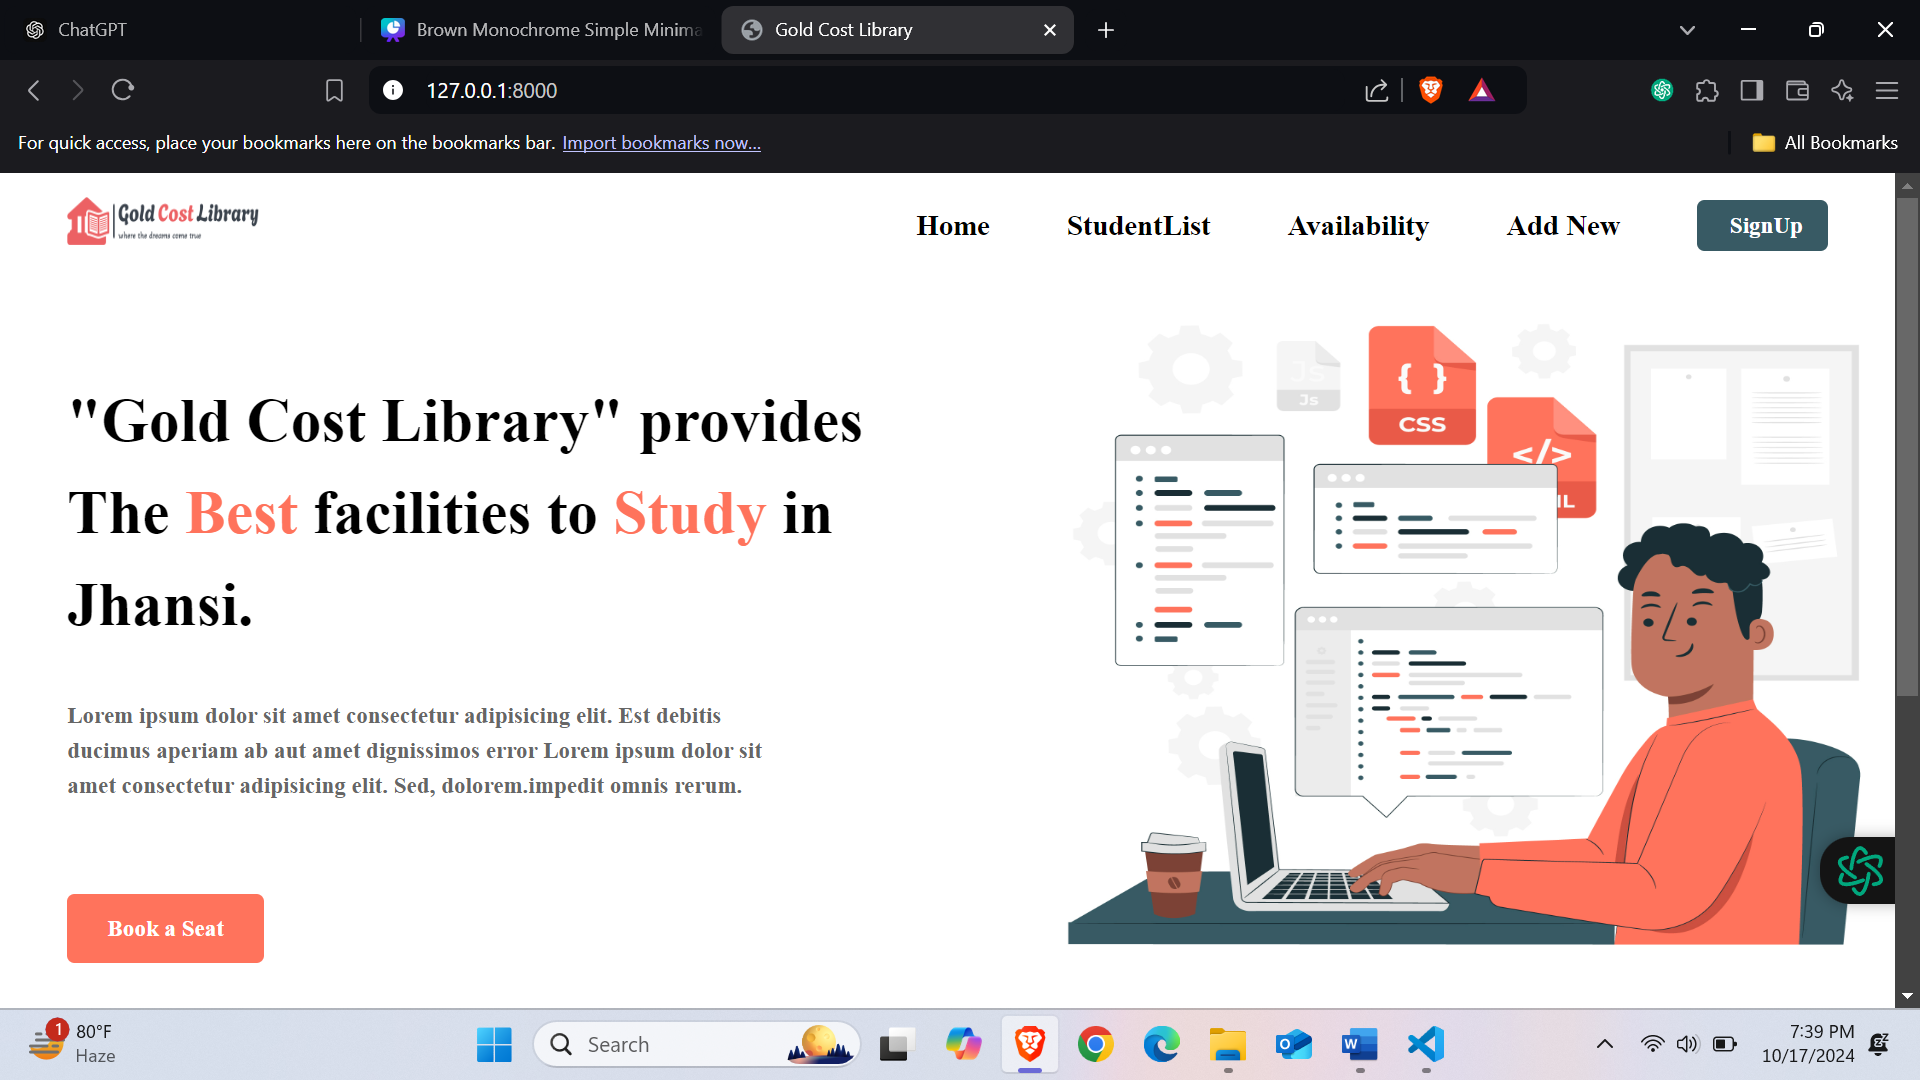 ChatGPT
Brown Monochrome Simple Minima
Gold Cost Library
127.0.0.1:8000
For quick access, place your bookmarks here on the bookmarks bar. Import bookmarks now...
All Bookmarks
Gold Cost Library
where the dreams come true
Home
StudentList
Availability
Add New
SignUp
"Gold Cost Library" provides
The Best facilities to Study in
Jhansi.
Lorem ipsum dolor sit amet consectetur adipisicing elit. Est debitis
ducimus aperiam ab aut amet dignissimos error Lorem ipsum dolor sit
amet consectetur adipisicing elit. Sed, dolorem.impedit omnis rerum.
Book a Seat
Js
Js
{ }
CSS
</>
IL
1
80°F
Haze
Search
7:39 PM
10/17/2024